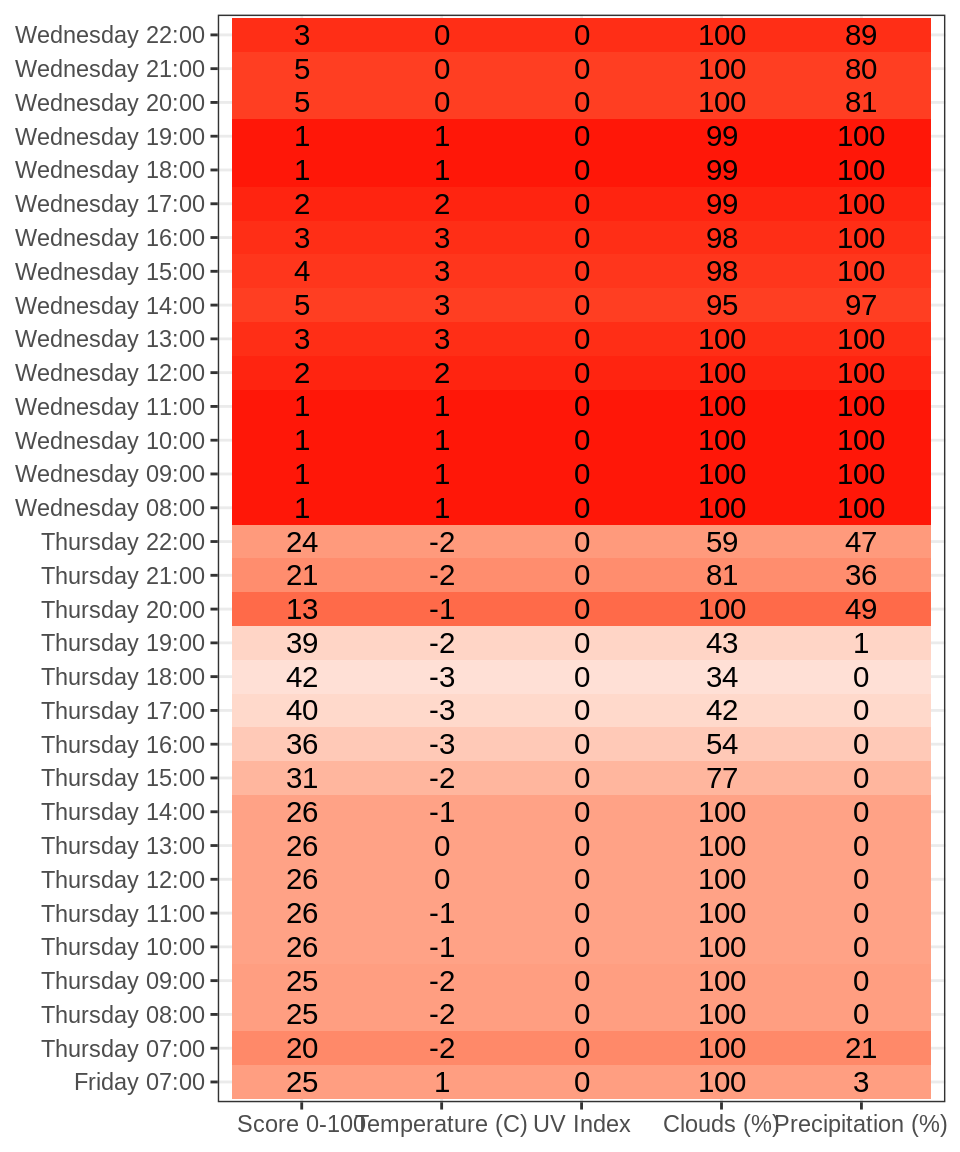 Wednesday 22:00 3 0 0 100 89
Wednesday 21:00 5 0 0 100 80
Wednesday 20:00 5 0 0 100 81
Wednesday 19:00 1 1 0 99 100
Wednesday 18:00 1 1 0 99 100
Wednesday 17:00 2 2 0 99 100
Wednesday 16:00 3 3 0 98 100
Wednesday 15:00 4 3 0 98 100
Wednesday 14:00 5 3 0 95 97
Wednesday 13:00 3 3 0 100 100
Wednesday 12:00 2 2 0 100 100
Wednesday 11:00 1 1 0 100 100
Wednesday 10:00 1 1 0 100 100
Wednesday 09:00 1 1 0 100 100
Wednesday 08:00 1 1 0 100 100
Thursday 22:00 24 -2 0 59 47
Thursday 21:00 21 -2 0 81 36
Thursday 20:00 13 -1 0 100 49
Thursday 19:00 39 -2 0 43 1
Thursday 18:00 42 -3 0 34 0
Thursday 17:00 40 -3 0 42 0
Thursday 16:00 36 -3 0 54 0
Thursday 15:00 31 -2 0 77 0
Thursday 14:00 26 -1 0 100 0
Thursday 13:00 26 0 0 100 0
Thursday 12:00 26 0 0 100 0
Thursday 11:00 26 -1 0 100 0
Thursday 10:00 26 -1 0 100 0
Thursday 09:00 25 -2 0 100 0
Thursday 08:00 25 -2 0 100 0
Thursday 07:00 20 -2 0 100 21
Friday 07:00 25 1 0 100 3
Score 0-100 Temperature (C) UV Index Clouds (%) Precipitation (%)